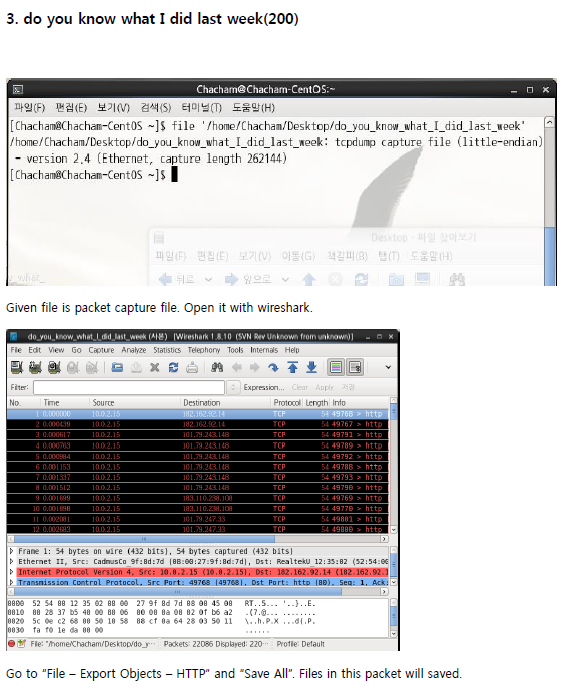 3. do you know what I did last week(200)
Chacham@Chacham-CentOS:~
파일(F) 편집(E) 보기(V) 검색(S) 터미널(T) 도움말(H)
[Chacham@Chacham-CentOS ~]$ file '/home/Chacham/Desktop/do_you_know_what_I_did_last_week'
/home/Chacham/Desktop/do_you_know_what_I_did_last_week: tcpdump capture file (little-endian)
- version 2.4 (Ethernet, capture length 262144)
[Chacham@Chacham-CentOS ~]$
Desktop - 파일 찾아보기
파일(F) 편집(E) 보기(V) 이동(G) 책갈피(B) 탭(T) 도움말(H)
뒤로 앞으로
Given file is packet capture file. Open it with wireshark.
do_you_know_what_I_did_last_week (사본) [Wireshark 1.8.10 (SVN Rev Unknown from unknown)]
File Edit View Go Capture Analyze Statistics Telephony Tools Internals Help
Filter: Expression... Clear Apply 저장
No. Time Source Destination Protocol Length Info
1 0.000000 10.0.2.15 182.162.92.14 TCP 54 49768 > http
2 0.000439 10.0.2.15 182.162.92.14 TCP 54 49767 > http
3 0.000617 10.0.2.15 101.79.243.148 TCP 54 49791 > http
4 0.000763 10.0.2.15 101.79.243.148 TCP 54 49789 > http
5 0.000984 10.0.2.15 101.79.243.148 TCP 54 49792 > http
6 0.001153 10.0.2.15 101.79.243.148 TCP 54 49788 > http
7 0.001337 10.0.2.15 101.79.243.148 TCP 54 49793 > http
8 0.001512 10.0.2.15 101.79.243.148 TCP 54 49790 > http
9 0.001699 10.0.2.15 183.110.238.108 TCP 54 49769 > http
10 0.001898 10.0.2.15 183.110.238.108 TCP 54 49770 > http
11 0.002081 10.0.2.15 101.79.247.33 TCP 54 49801 > http
12 0.002683 10.0.2.15 101.79.247.33 TCP 54 49800 > http
Frame 1: 54 bytes on wire (432 bits), 54 bytes captured (432 bits)
Ethernet II, Src: CadmusCo_9f:8d:7d (08:00:27:9f:8d:7d), Dst: RealtekU_12:35:02 (52:54:00
Internet Protocol Version 4, Src: 10.0.2.15 (10.0.2.15), Dst: 182.162.92.14 (182.162.92.1
Transmission Control Protocol, Src Port: 49768 (49768), Dst Port: http (80), Seq: 1, Ack:
0000 52 54 00 12 35 02 08 00 27 9f 8d 7d 08 00 45 00 RT..5... '..}..E.
0010 00 28 37 b5 40 00 80 06 00 00 0a 00 02 0f b6 a2 .(7.@... ........
0020 5c 0e c2 68 00 50 10 58 88 cf 0a 64 28 03 50 11 \..h.P.X ...d(.P.
0030 fa f0 1e da 00 00 ......
File: "/home/Chacham/Desktop/do_y… Packets: 22086 Displayed: 220… Profile: Default
Go to "File – Export Objects – HTTP" and "Save All". Files in this packet will saved.